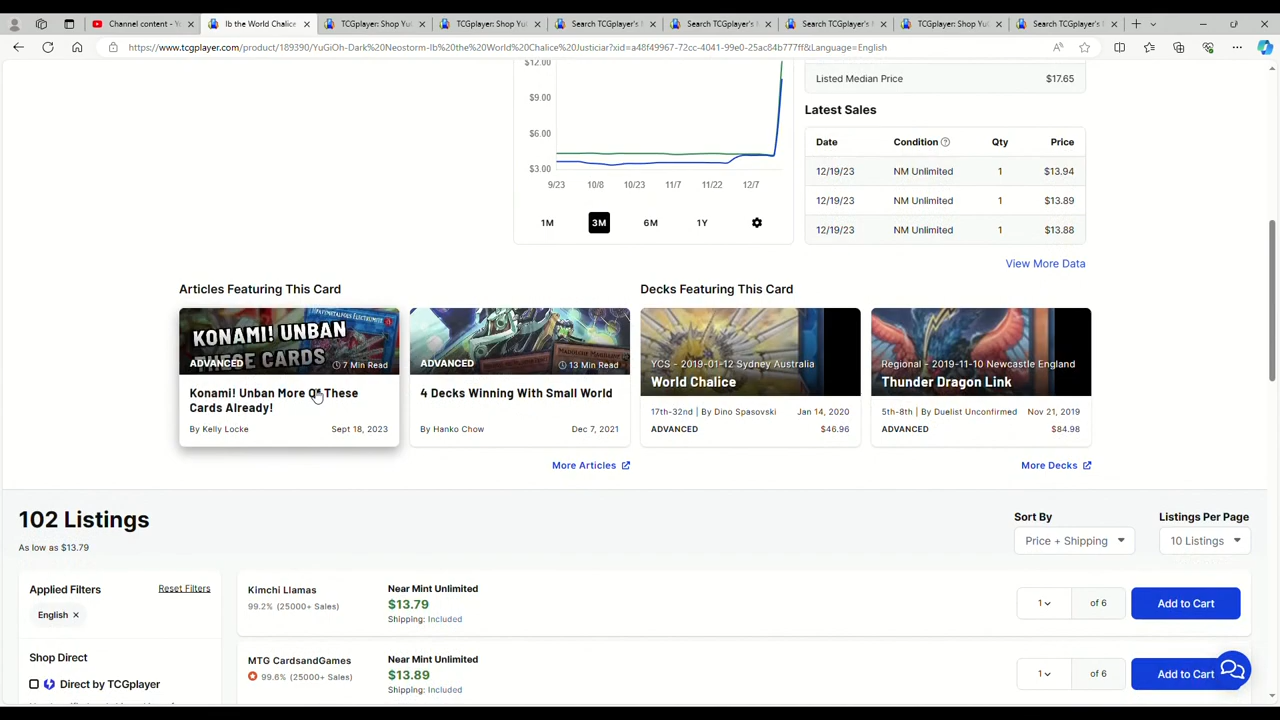 Channel content - Y
Ib the World Chalice
TCGplayer: Shop Yu
TCGplayer: Shop Yu
Search TCGplayer's
Search TCGplayer's
Search TCGplayer's
TCGplayer: Shop Yu
Search TCGplayer's
https://www.tcgplayer.com/product/189390/YuGiOh-Dark%20Neostorm-Ib%20the%20World%20Chalice%20Justiciar?xid=a48f49967-72cc-4041-99e0-25ac84b777ff&Language=English
$12.00
$9.00
$6.00
$3.00
9/23 10/8 10/23 11/7 11/22 12/7
1M 3M 6M 1Y
Listed Median Price $17.65
Latest Sales
Date Condition Qty Price
12/19/23 NM Unlimited 1 $13.94
12/19/23 NM Unlimited 1 $13.89
12/19/23 NM Unlimited 1 $13.88
View More Data
Articles Featuring This Card
KONAMI! UNBAN
THESE CARDS
ADVANCED 7 Min Read
Konami! Unban More Of These
Cards Already!
By Kelly Locke Sept 18, 2023
ADVANCED 13 Min Read
4 Decks Winning With Small World
By Hanko Chow Dec 7, 2021
More Articles
Decks Featuring This Card
YCS - 2019-01-12 Sydney Australia
World Chalice
17th-32nd | By Dino Spasovski Jan 14, 2020
ADVANCED $46.96
Regional - 2019-11-10 Newcastle England
Thunder Dragon Link
5th-8th | By Duelist Unconfirmed Nov 21, 2019
ADVANCED $84.98
More Decks
102 Listings
As low as $13.79
Sort By
Price + Shipping
Listings Per Page
10 Listings
Applied Filters Reset Filters
English ×
Shop Direct
Direct by TCGplayer
Kimchi Llamas
99.2% (25000+ Sales)
Near Mint Unlimited
$13.79
Shipping: Included
1 of 6 Add to Cart
MTG CardsandGames
99.6% (25000+ Sales)
Near Mint Unlimited
$13.89
Shipping: Included
1 of 6 Add to Cart